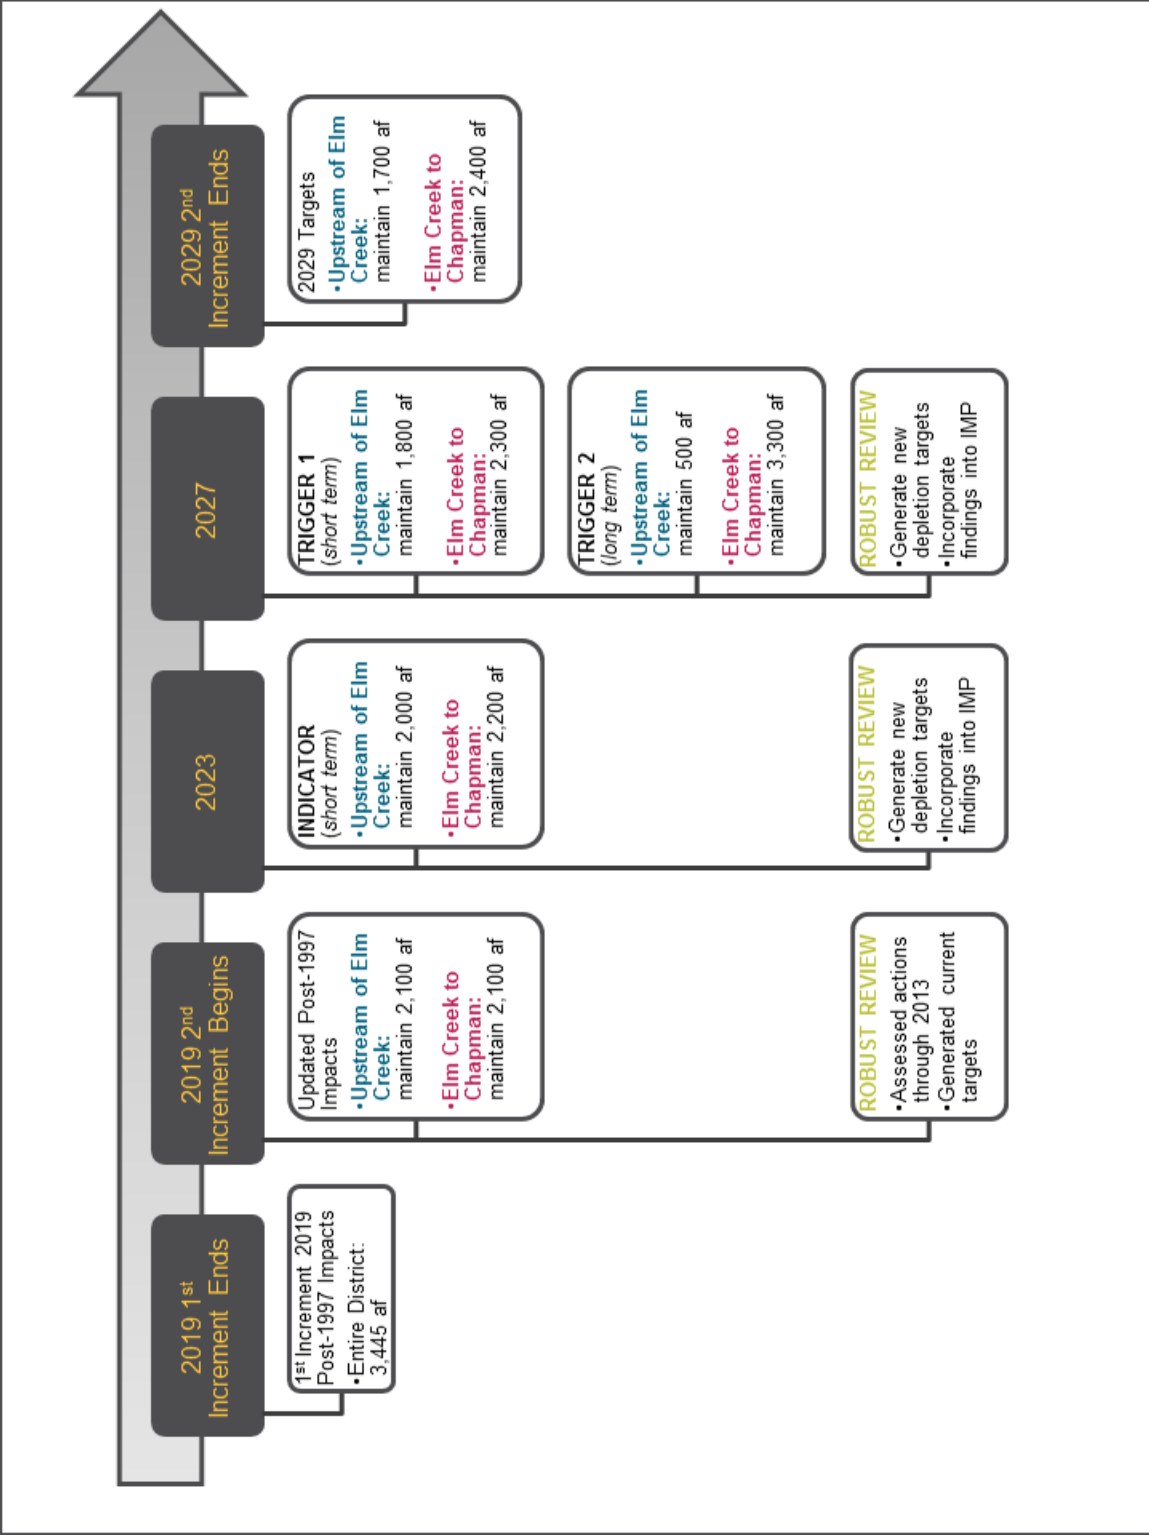 2019 1st
Increment Ends
1st Increment 2019
Post-1997 Impacts
•Entire District:
3,445 af
2019 2nd
Increment Begins
Updated Post-1997
Impacts
•Upstream of Elm
Creek:
maintain 2,100 af
•Elm Creek to
Chapman:
maintain 2,100 af
ROBUST REVIEW
•Assessed actions
through 2013
•Generated current
targets
2023
INDICATOR
(short term)
•Upstream of Elm
Creek:
maintain 2,000 af
•Elm Creek to
Chapman:
maintain 2,200 af
ROBUST REVIEW
•Generate new
depletion targets
•Incorporate
findings into IMP
2027
TRIGGER 1
(short term)
•Upstream of Elm
Creek:
maintain 1,800 af
•Elm Creek to
Chapman:
maintain 2,300 af
TRIGGER 2
(long term)
•Upstream of Elm
Creek:
maintain 500 af
•Elm Creek to
Chapman:
maintain 3,300 af
ROBUST REVIEW
•Generate new
depletion targets
•Incorporate
findings into IMP
2029 2nd
Increment Ends
2029 Targets
•Upstream of Elm
Creek:
maintain 1,700 af
•Elm Creek to
Chapman:
maintain 2,400 af